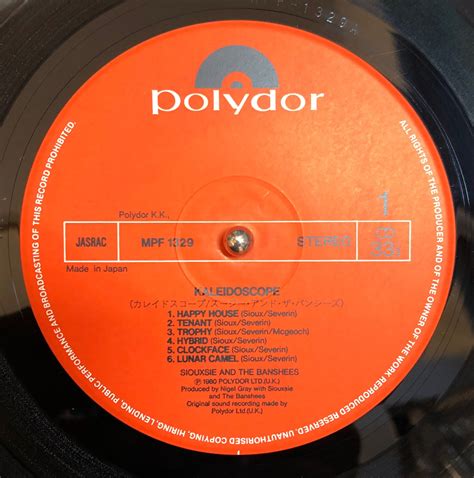 1329A
polydor
UNAUTHORISED COPYING, HIRING, LENDING, PUBLIC PERFORMANCE AND BROADCASTING OF THIS RECORD PROHIBITED.
ALL RIGHTS OF THE PRODUCER AND OF THE OWNER OF THE WORK REPRODUCED RESERVED.
Polydor K.K.,
JASRAC
MPF 1329
STEREO
Made in Japan
KALEIDOSCOPE
(カレイドスコープ/スージー・アンド・ザ・バンシーズ)
1. HAPPY HOUSE (Sioux/Severin)
2. TENANT (Sioux/Severin)
3. TROPHY (Sioux/Severin/Mcgeoch)
4. HYBRID (Sioux/Severin)
5. CLOCKFACE (Sioux/Severin)
6. LUNAR CAMEL (Sioux/Severin)
SIOUXSIE AND THE BANSHEES
Ⓟ 1980 POLYDOR LTD.(U.K.)
Produced by Nigel Gray with Siouxsie
and The Banshees
Original sound recording made by
Polydor Ltd.(U.K.)